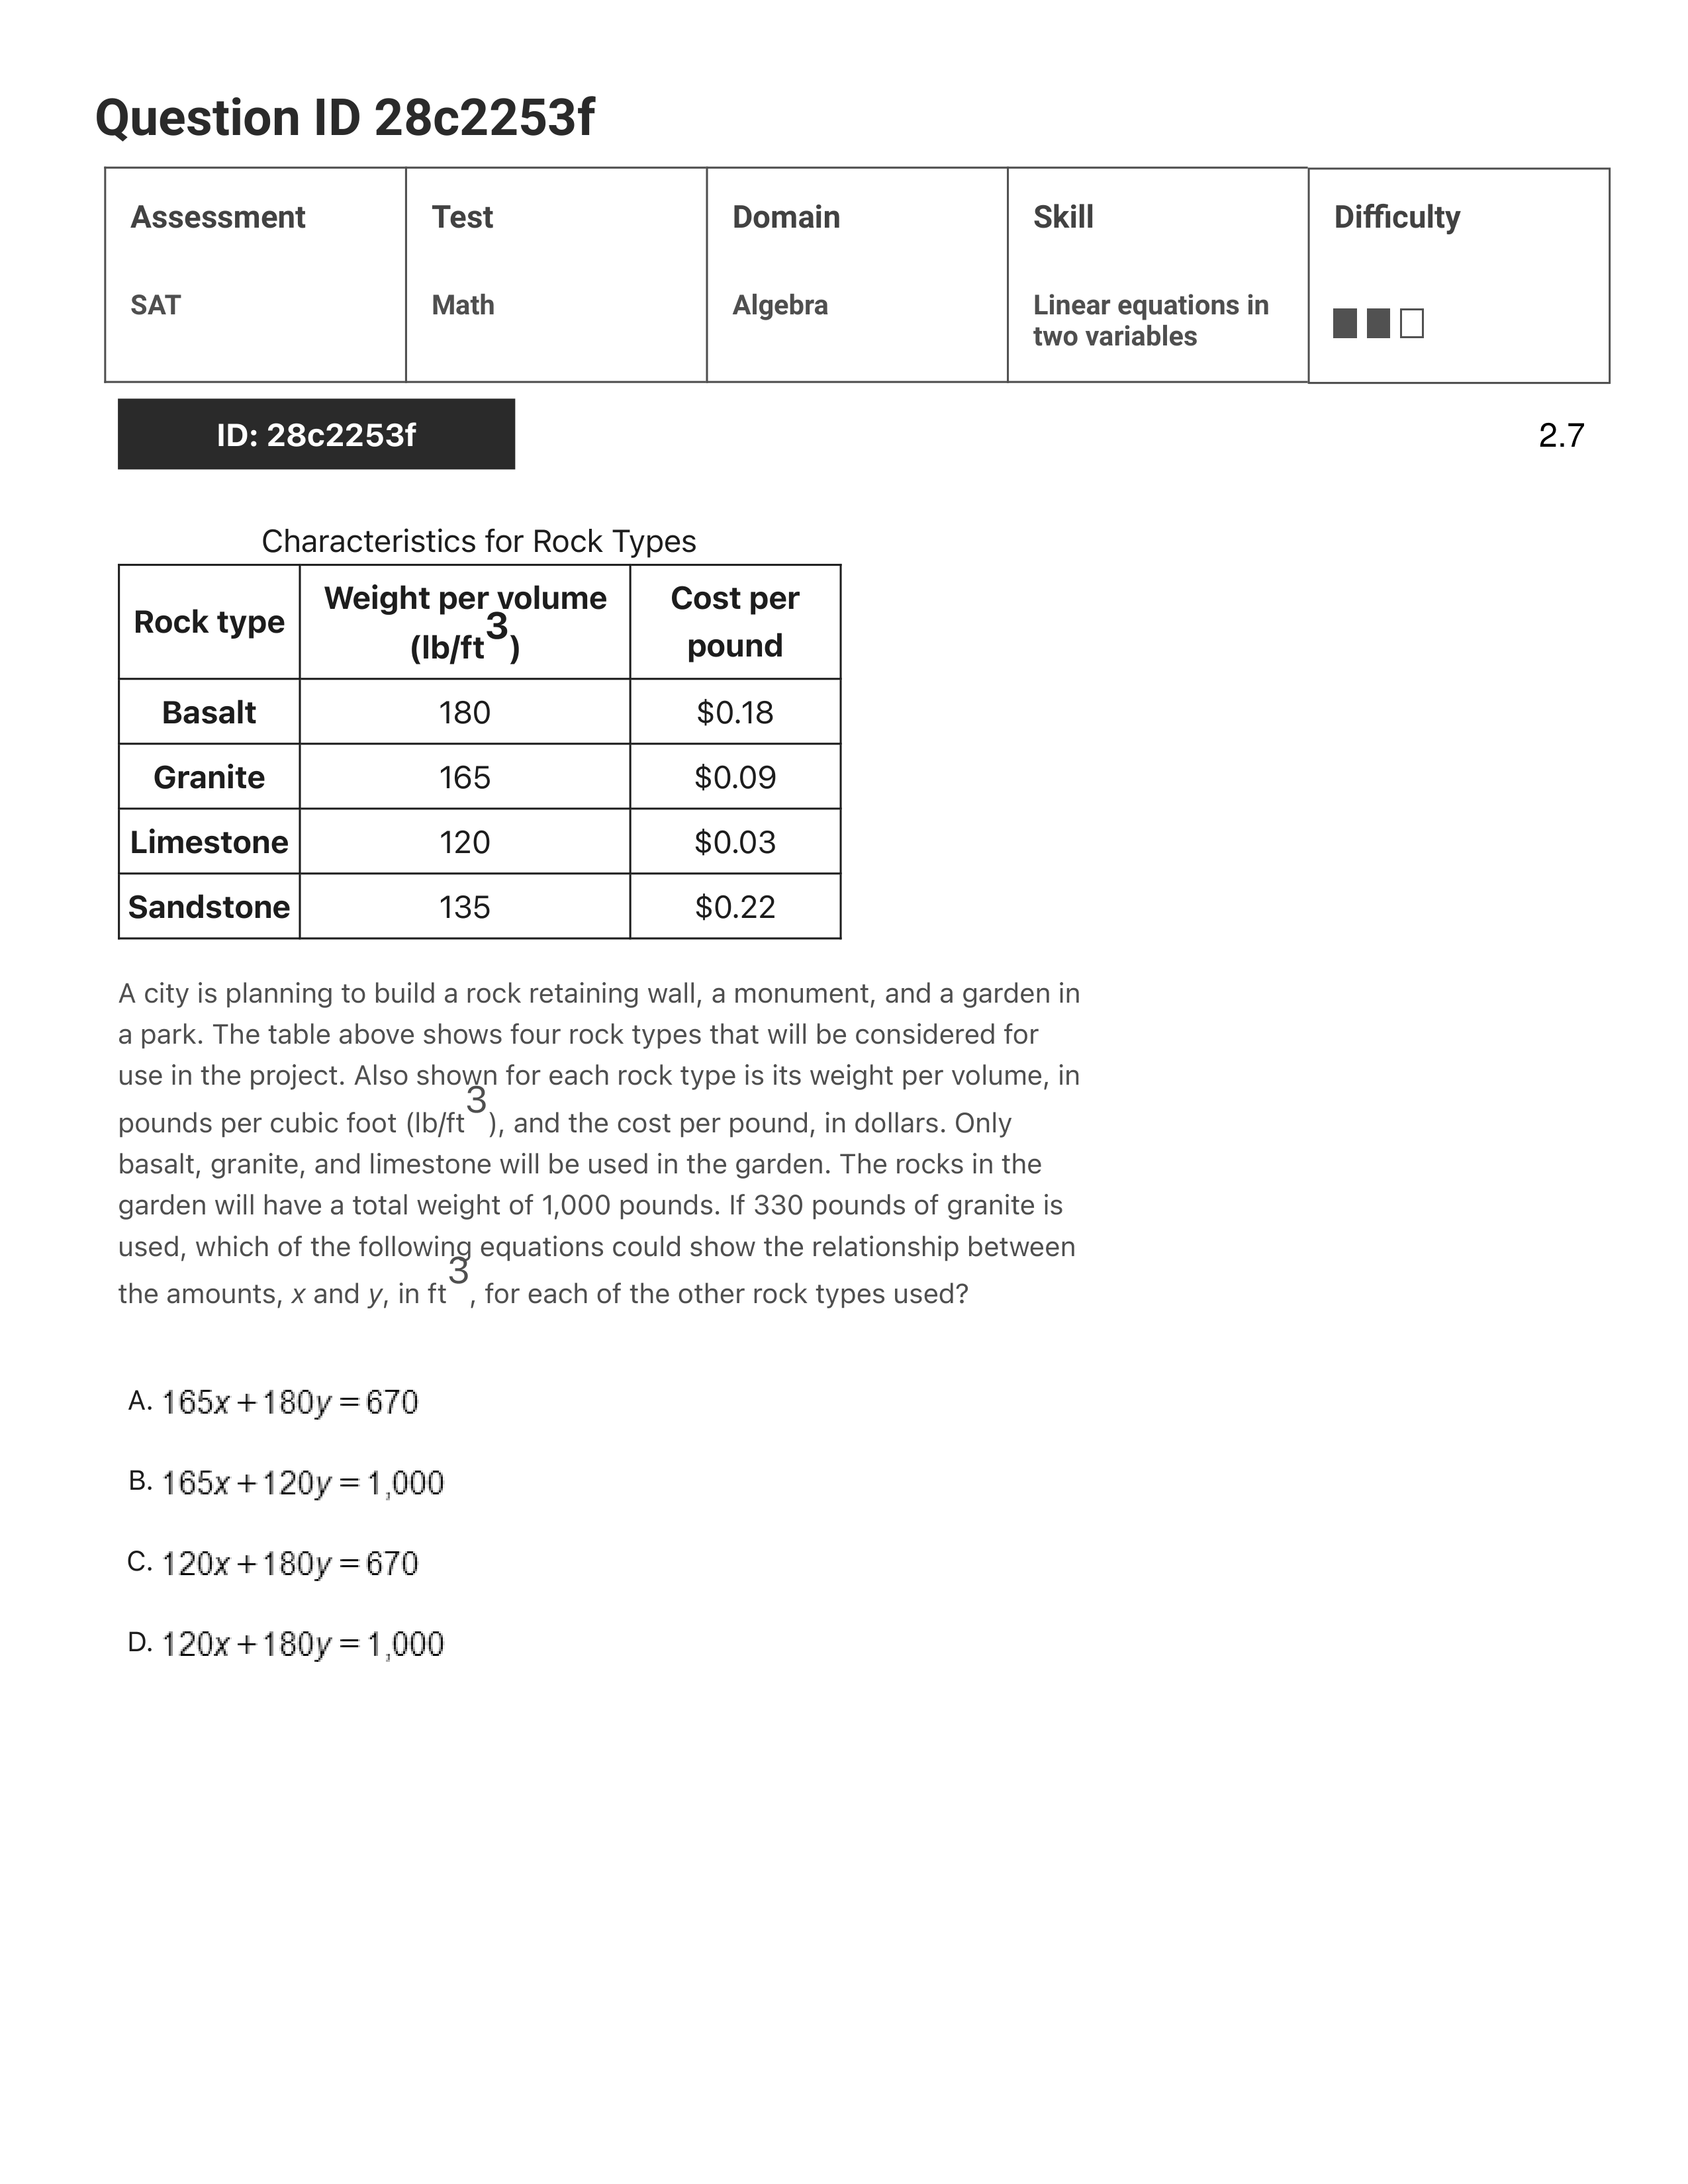 Question ID 28c2253f
Assessment Test Domain Skill Difficulty
SAT Math Algebra Linear equations in
two variables
ID: 28c2253f 2.7
Characteristics for Rock Types
Rock type Weight per volume (lb/ft³) Cost per pound
Basalt 180 $0.18
Granite 165 $0.09
Limestone 120 $0.03
Sandstone 135 $0.22
A city is planning to build a rock retaining wall, a monument, and a garden in
a park. The table above shows four rock types that will be considered for
use in the project. Also shown for each rock type is its weight per volume, in
pounds per cubic foot (lb/ft³), and the cost per pound, in dollars. Only
basalt, granite, and limestone will be used in the garden. The rocks in the
garden will have a total weight of 1,000 pounds. If 330 pounds of granite is
used, which of the following equations could show the relationship between
the amounts, x and y, in ft³, for each of the other rock types used?
A. 165x + 180y = 670
B. 165x + 120y = 1,000
C. 120x + 180y = 670
D. 120x + 180y = 1,000